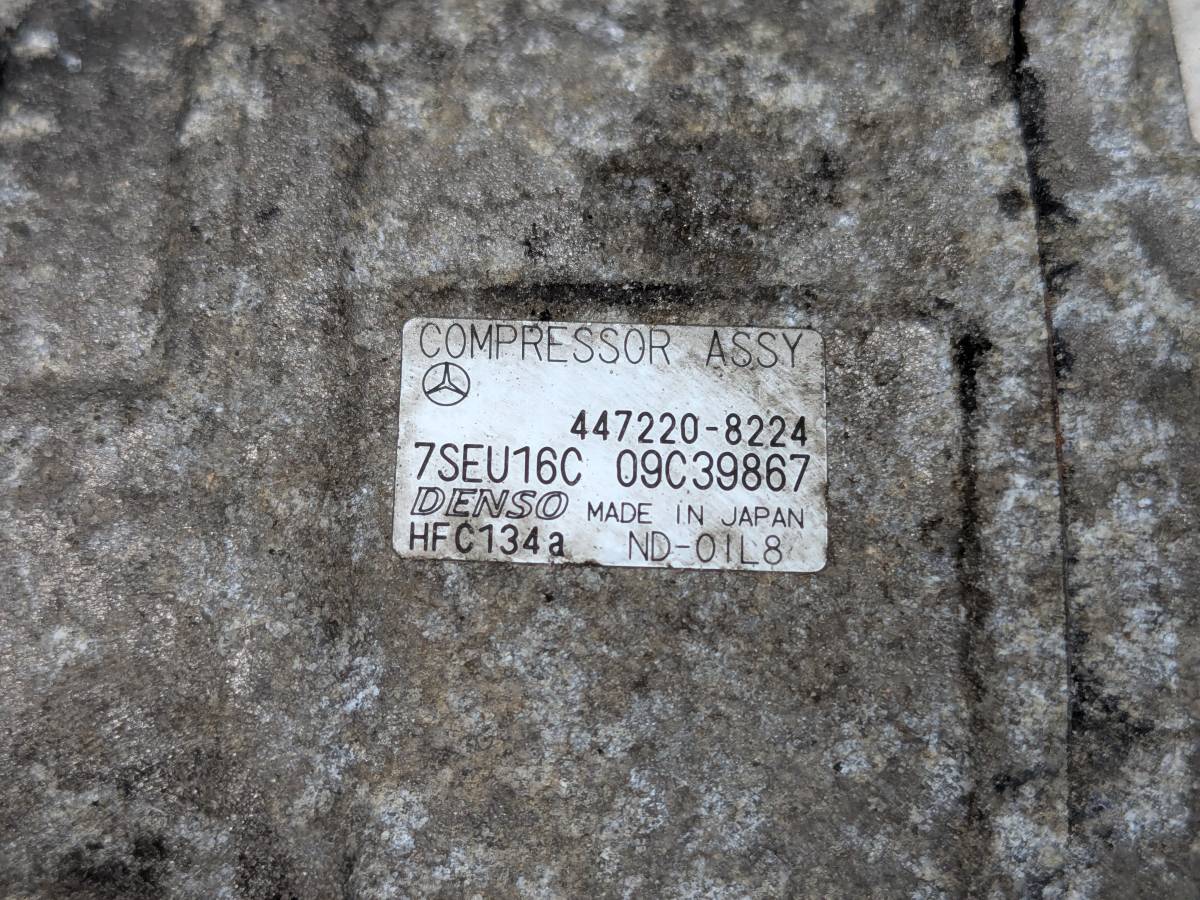 COMPRESSOR ASSY
447220-8224
7SEU16C 09C39867
DENSO MADE IN JAPAN
HFC134a ND-OIL8